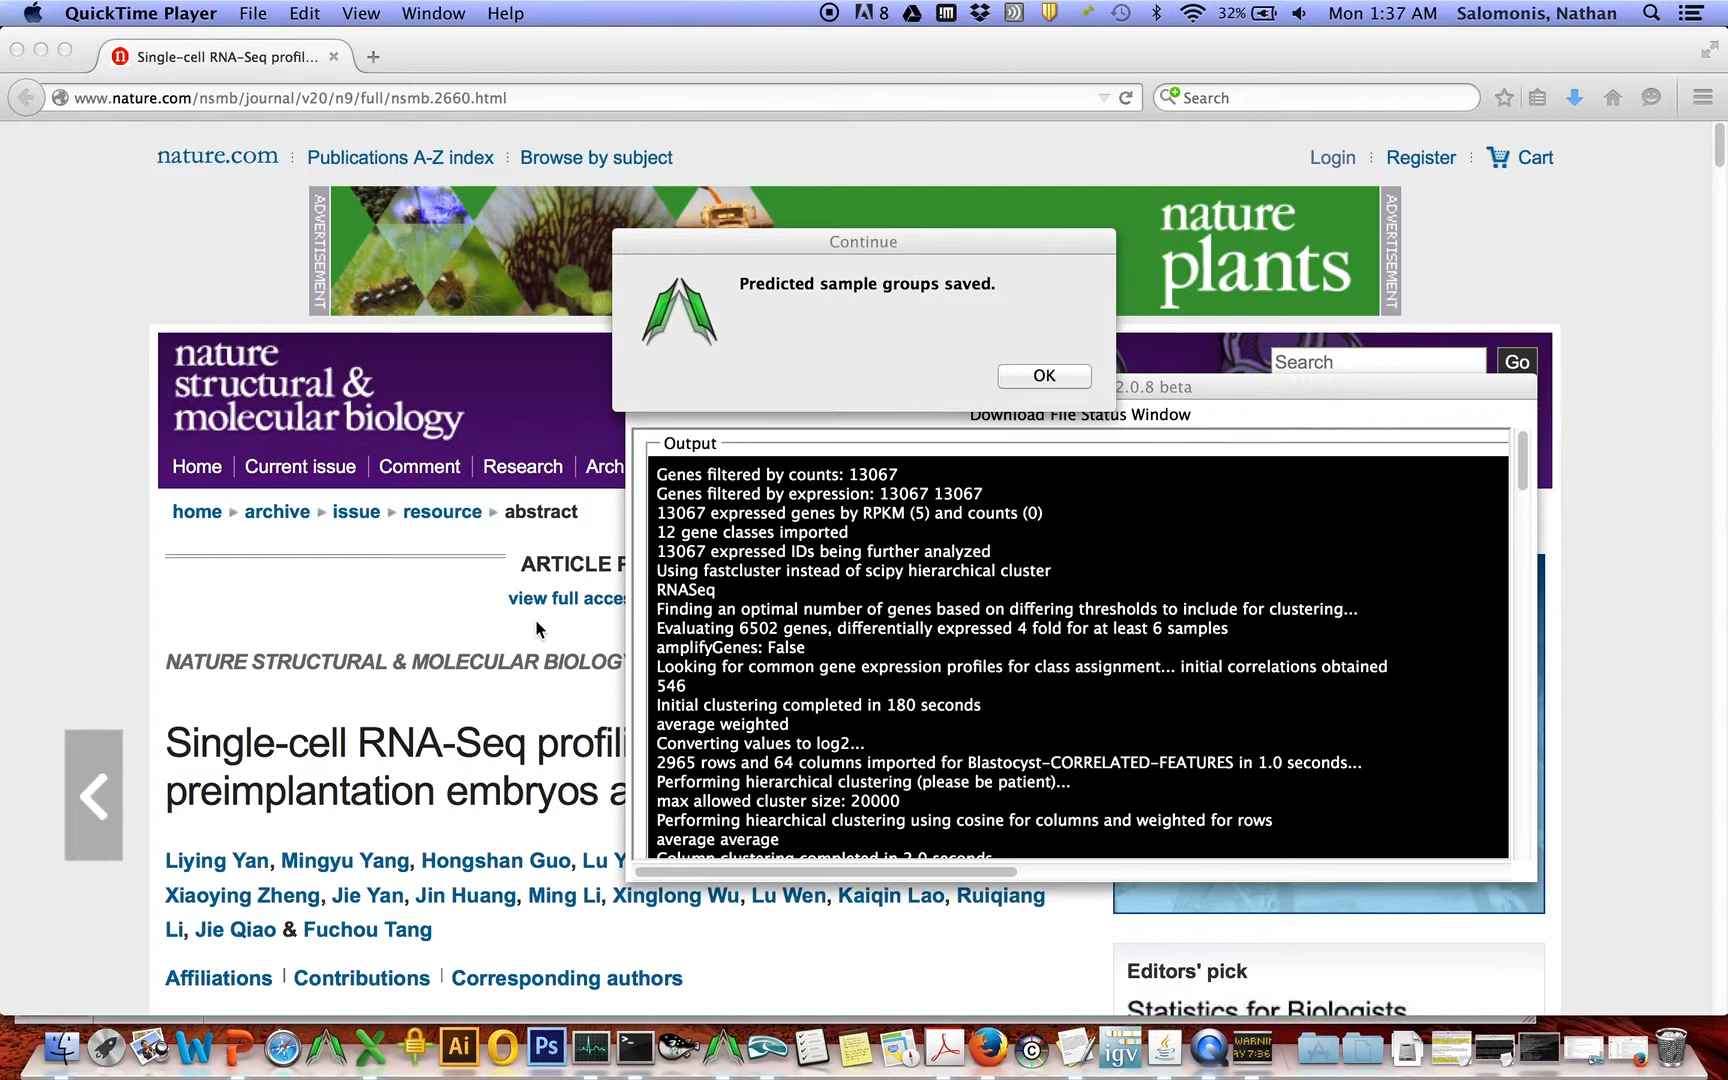 QuickTime Player File Edit View Window Help 8 32% Mon 1:37 AM Salomonis, Nathan
Single-cell RNA-Seq profil...
www.nature.com/nsmb/journal/v20/n9/full/nsmb.2660.html
Search
nature.com Publications A-Z index Browse by subject Login Register Cart
ADVERTISEMENT
nature
plants
ADVERTISEMENT
Continue
Predicted sample groups saved.
OK
nature
structural &
molecular biology
Search Go
Home Current issue Comment Research Arch
home archive issue resource abstract
ARTICLE
view full acce
NATURE STRUCTURAL & MOLECULAR BIOLOG
Single-cell RNA-Seq profili
preimplantation embryos a
Liying Yan, Mingyu Yang, Hongshan Guo, Lu Y
Xiaoying Zheng, Jie Yan, Jin Huang, Ming Li, Xinglong Wu, Lu Wen, Kaiqin Lao, Ruiqiang
Li, Jie Qiao & Fuchou Tang
Affiliations Contributions Corresponding authors
2.0.8 beta
Download File Status Window
Output
Genes filtered by counts: 13067
Genes filtered by expression: 13067 13067
13067 expressed genes by RPKM (5) and counts (0)
12 gene classes imported
13067 expressed IDs being further analyzed
Using fastcluster instead of scipy hierarchical cluster
RNASeq
Finding an optimal number of genes based on differing thresholds to include for clustering...
Evaluating 6502 genes, differentially expressed 4 fold for at least 6 samples
amplifyGenes: False
Looking for common gene expression profiles for class assignment... initial correlations obtained
546
Initial clustering completed in 180 seconds
average weighted
Converting values to log2...
2965 rows and 64 columns imported for Blastocyst-CORRELATED-FEATURES in 1.0 seconds...
Performing hierarchical clustering (please be patient)...
max allowed cluster size: 20000
Performing hiearchical clustering using cosine for columns and weighted for rows
average average
Column clustering completed in 2.0 seconds
Editors' pick
Statistics for Biologists
Ai
Ps
igv